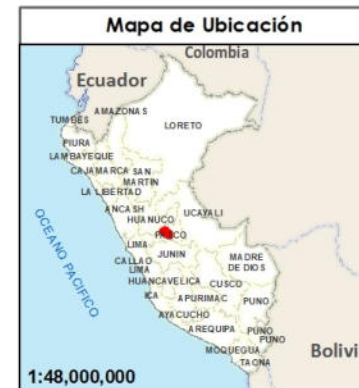 Mapa de Ubicación
Colombia
Ecuador
AMAZONAS
TUMBES
LORETO
PIURA
LAMBAYEQUE
CAJAMARCA SAN
MARTIN
LA LIBERTAD
ANCASH
UCAYALI
HUANUCO
PASCO
LIMA
JUNIN
CALLAO
LIMA
MADRE
DE DIOS
HUANCAVELICA
CUSCO
ICA
APURIMAC
PUNO
AYACUCHO
AREQUIPA
PUNO
PUNO
MOQUEGUA
TACNA
OCEANO PACIFICO
Bolivi
1:48,000,000